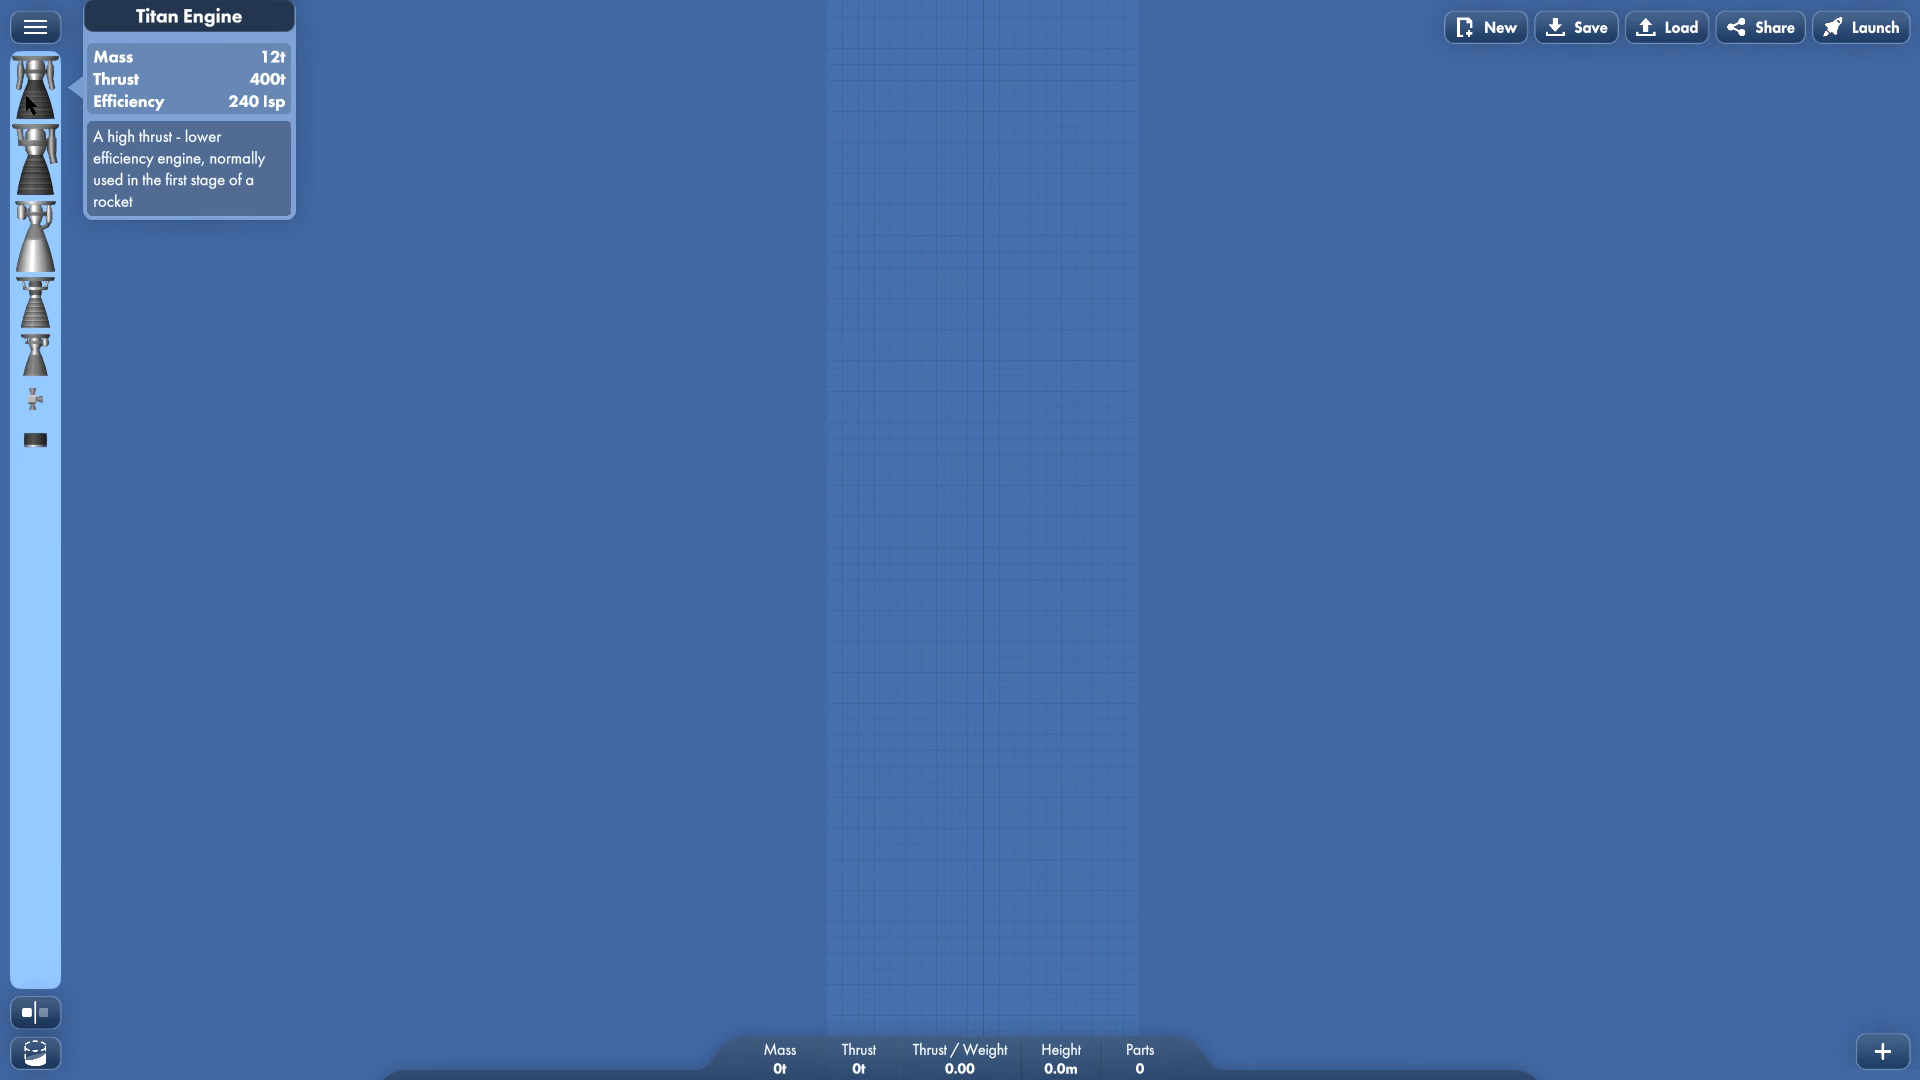 Titan Engine
Mass 12t
Thrust 400t
Efficiency 240 Isp
A high thrust - lower
efficiency engine, normally
used in the first stage of a
rocket
New Save Load Share Launch
Mass Thrust Thrust / Weight Height Parts
0t 0t 0.00 0.0m 0